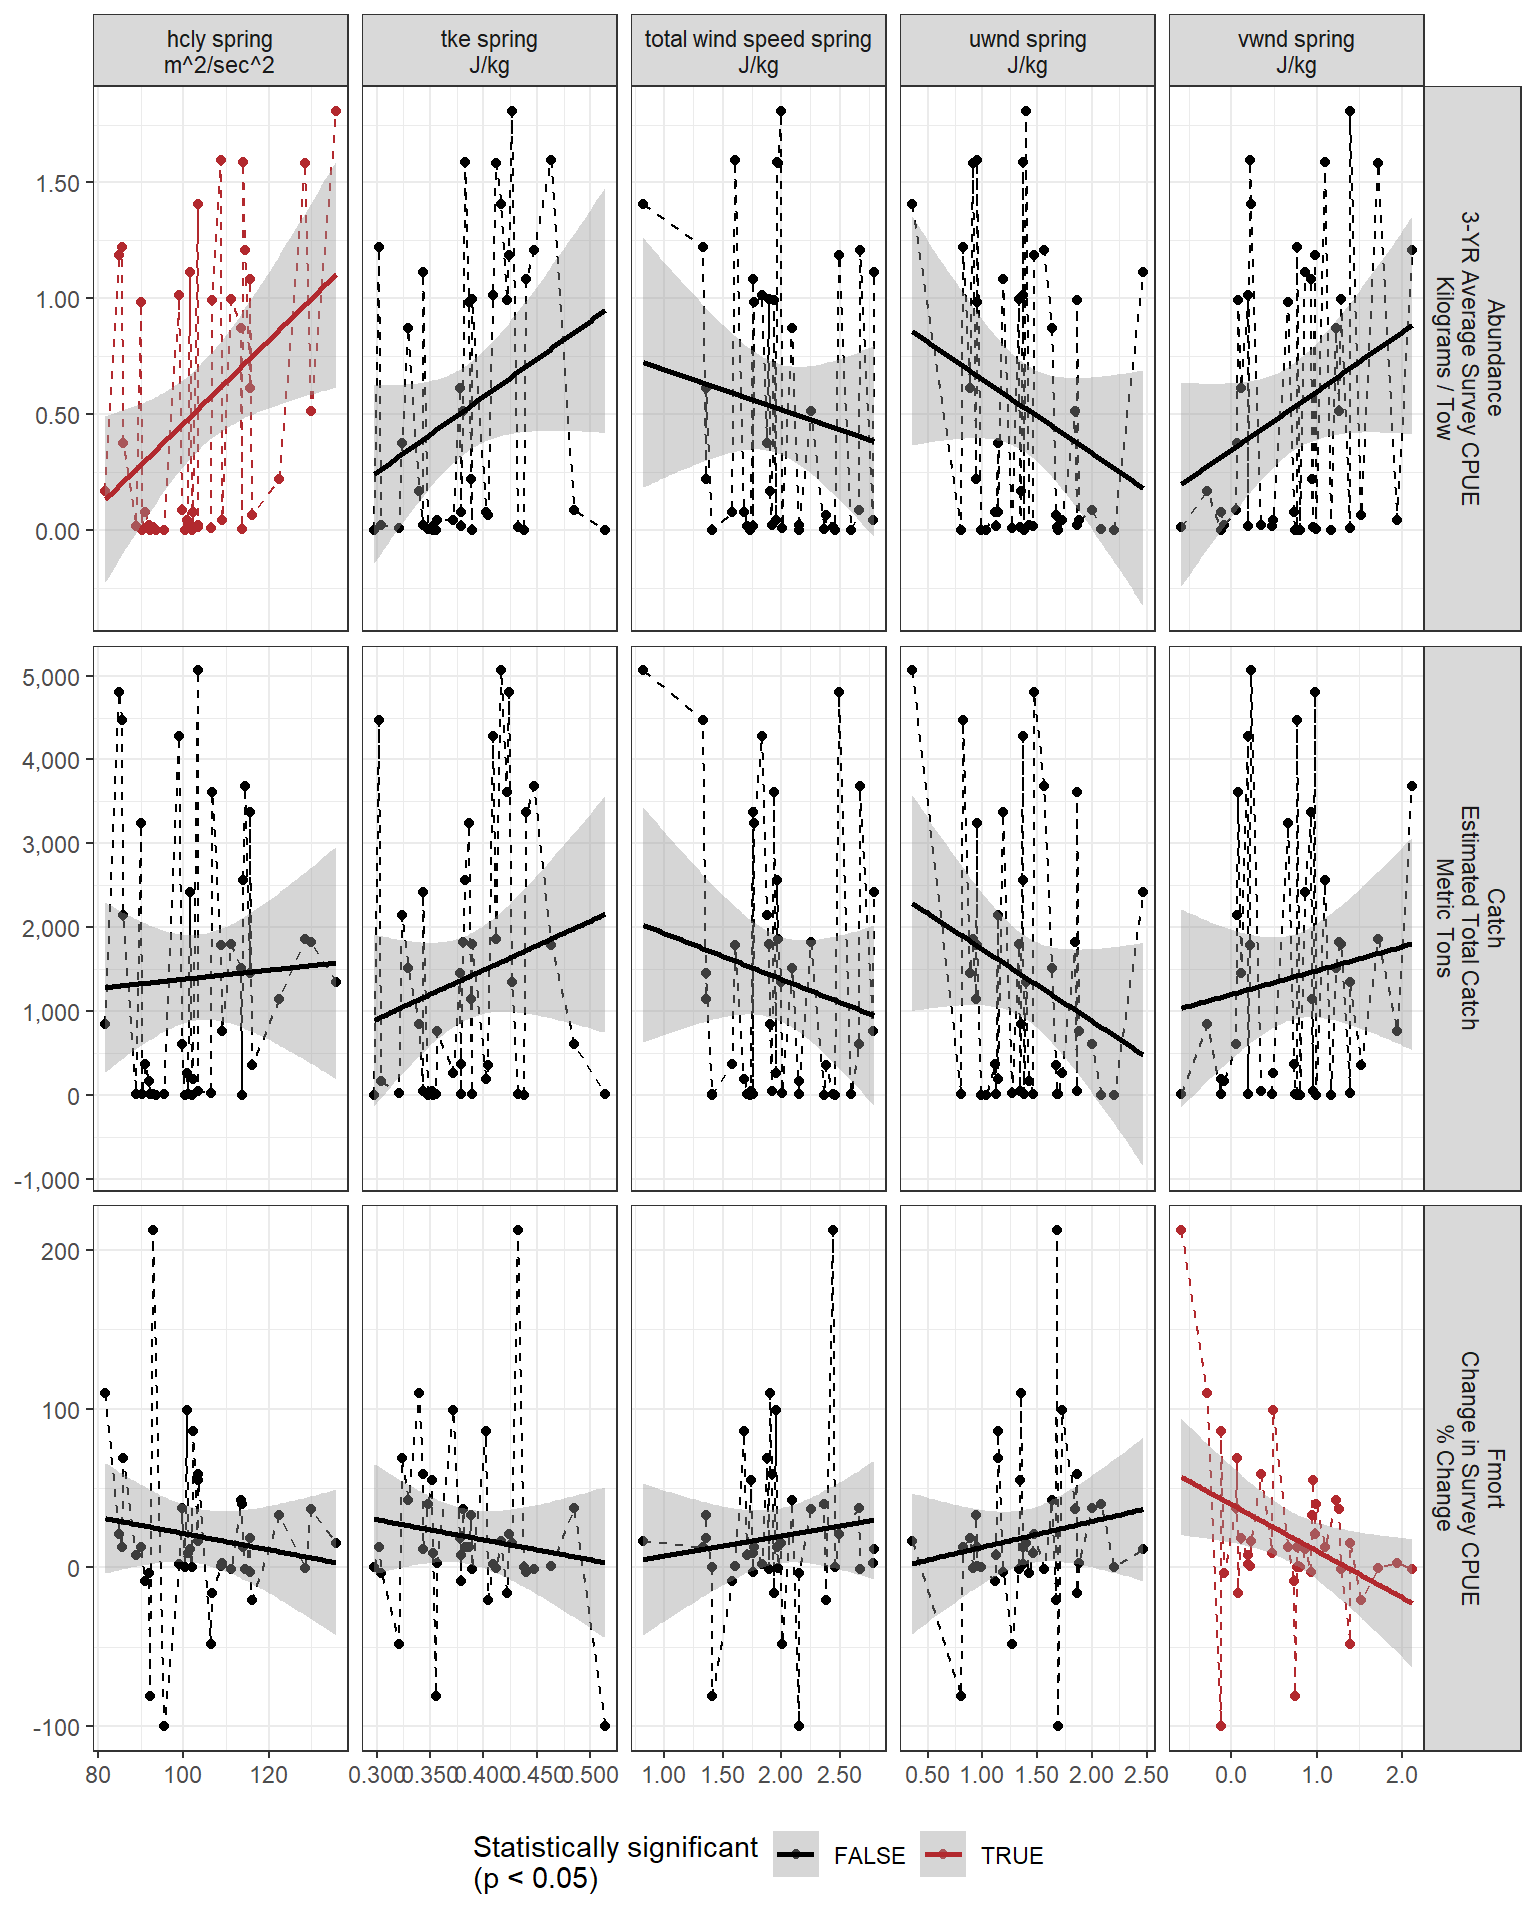 hcly spring
m^2/sec^2
tke spring
J/kg
total wind speed spring
J/kg
uwnd spring
J/kg
vwnd spring
J/kg
1.50
1.00
0.50
0.00
Abundance
3-YR Average Survey CPUE
Kilograms / Tow
5,000
4,000
3,000
2,000
1,000
0
-1,000
Catch
Estimated Total Catch
Metric Tons
200
100
0
-100
Fmort
Change in Survey CPUE
% Change
80 100 120
0.300 0.350 0.400 0.450 0.500
1.00 1.50 2.00 2.50
0.50 1.00 1.50 2.00 2.50
0.0 1.0 2.0
Statistically significant
(p < 0.05)
FALSE
TRUE